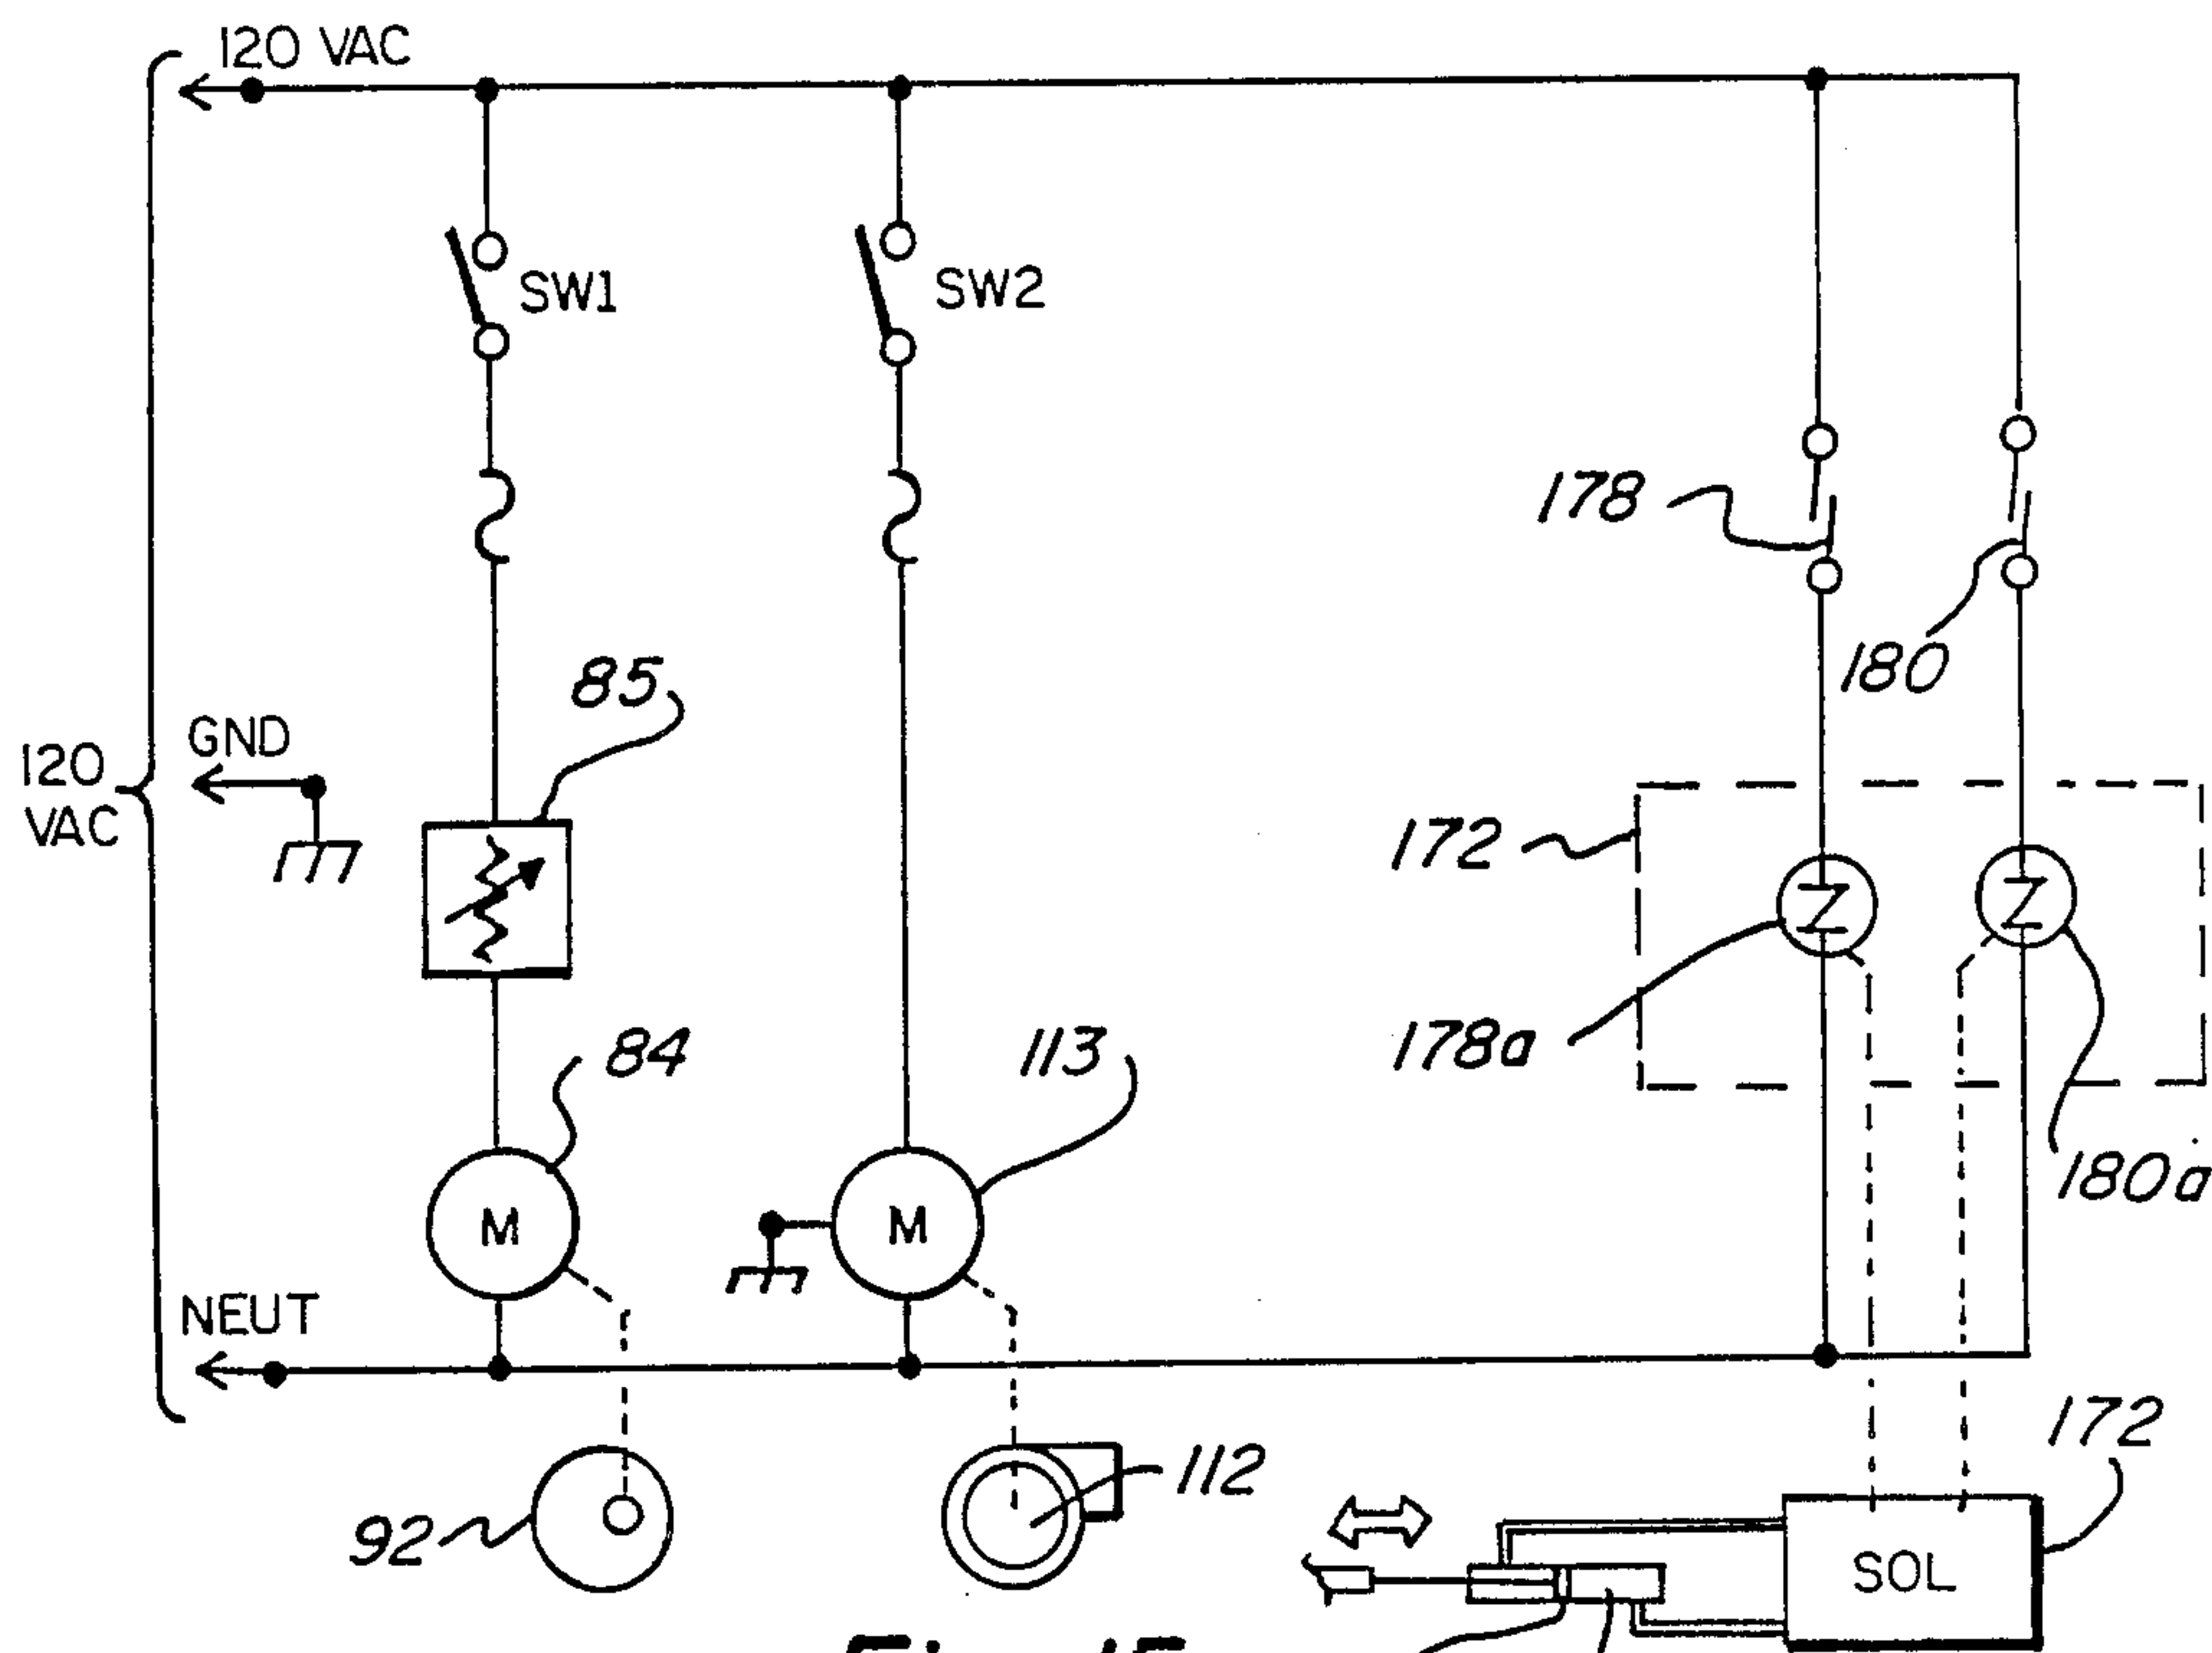 120 VAC
SW1
SW2
178
180
85
GND
120
VAC
172
178a
84
113
180a
M
M
NEUT
172
112
92
SOL